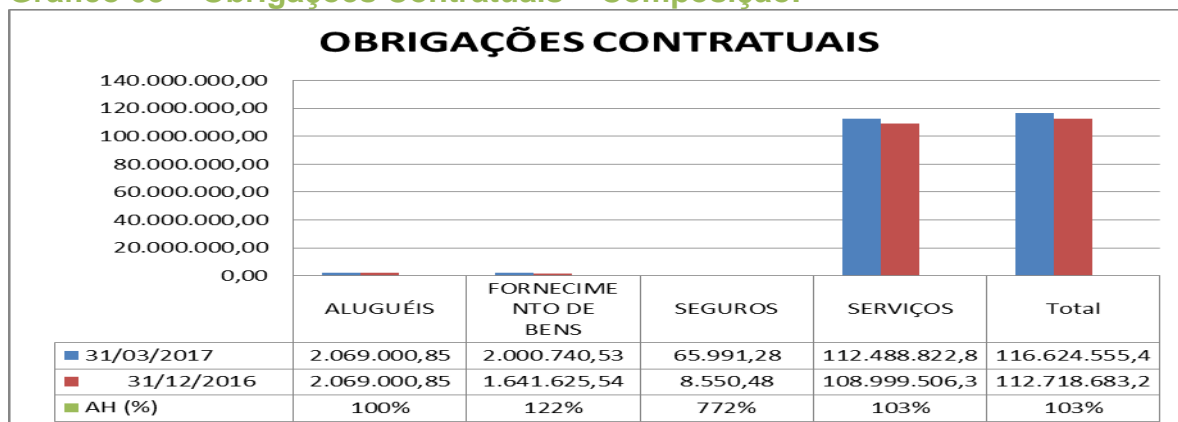 OBRIGAÇÕES CONTRATUAIS
140.000.000,00
120.000.000,00
100.000.000,00
80.000.000,00
60.000.000,00
40.000.000,00
20.000.000,00
0,00
ALUGUÉIS FORNECIME NTO DE BENS SEGUROS SERVIÇOS Total
31/03/2017 2.069.000,85 2.000.740,53 65.991,28 112.488.822,8 116.624.555,4
31/12/2016 2.069.000,85 1.641.625,54 8.550,48 108.999.506,3 112.718.683,2
AH (%) 100% 122% 772% 103% 103%